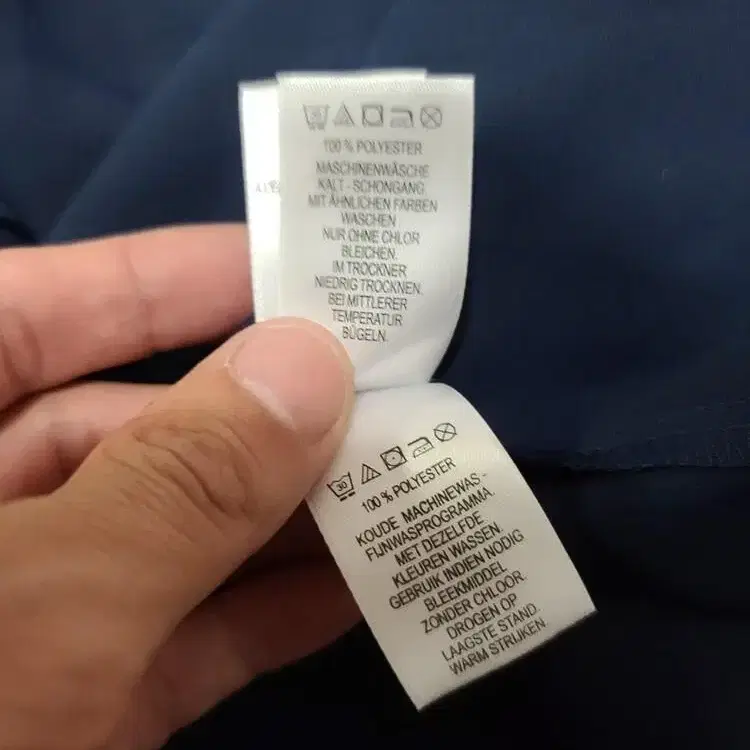 100 % POLYESTER
MASCHINENWÄSCHE
KALT - SCHONGANG.
MIT ÄHNLICHEN FARBEN
WASCHEN
NUR OHNE CHLOR
BLEICHEN.
IM TROCKNER
NIEDRIG TROCKNEN.
BEI MITTLERER
TEMPERATUR
BÜGELN.
30
100 % POLYESTER
KOUDE MACHINEWAS -
FIJNWASPROGRAMMA.
MET DEZELFDE
KLEUREN WASSEN.
GEBRUIK INDIEN NODIG
BLEEKMIDDEL
ZONDER CHLOOR.
DROGEN OP
LAAGSTE STAND.
WARM STRIJKEN.